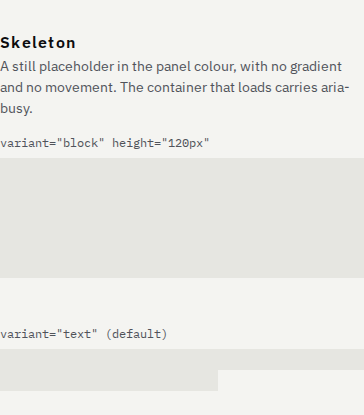 Skeleton
A still placeholder in the panel colour, with no gradient
and no movement. The container that loads carries aria-
busy.
variant="block" height="120px"
variant="text" (default)